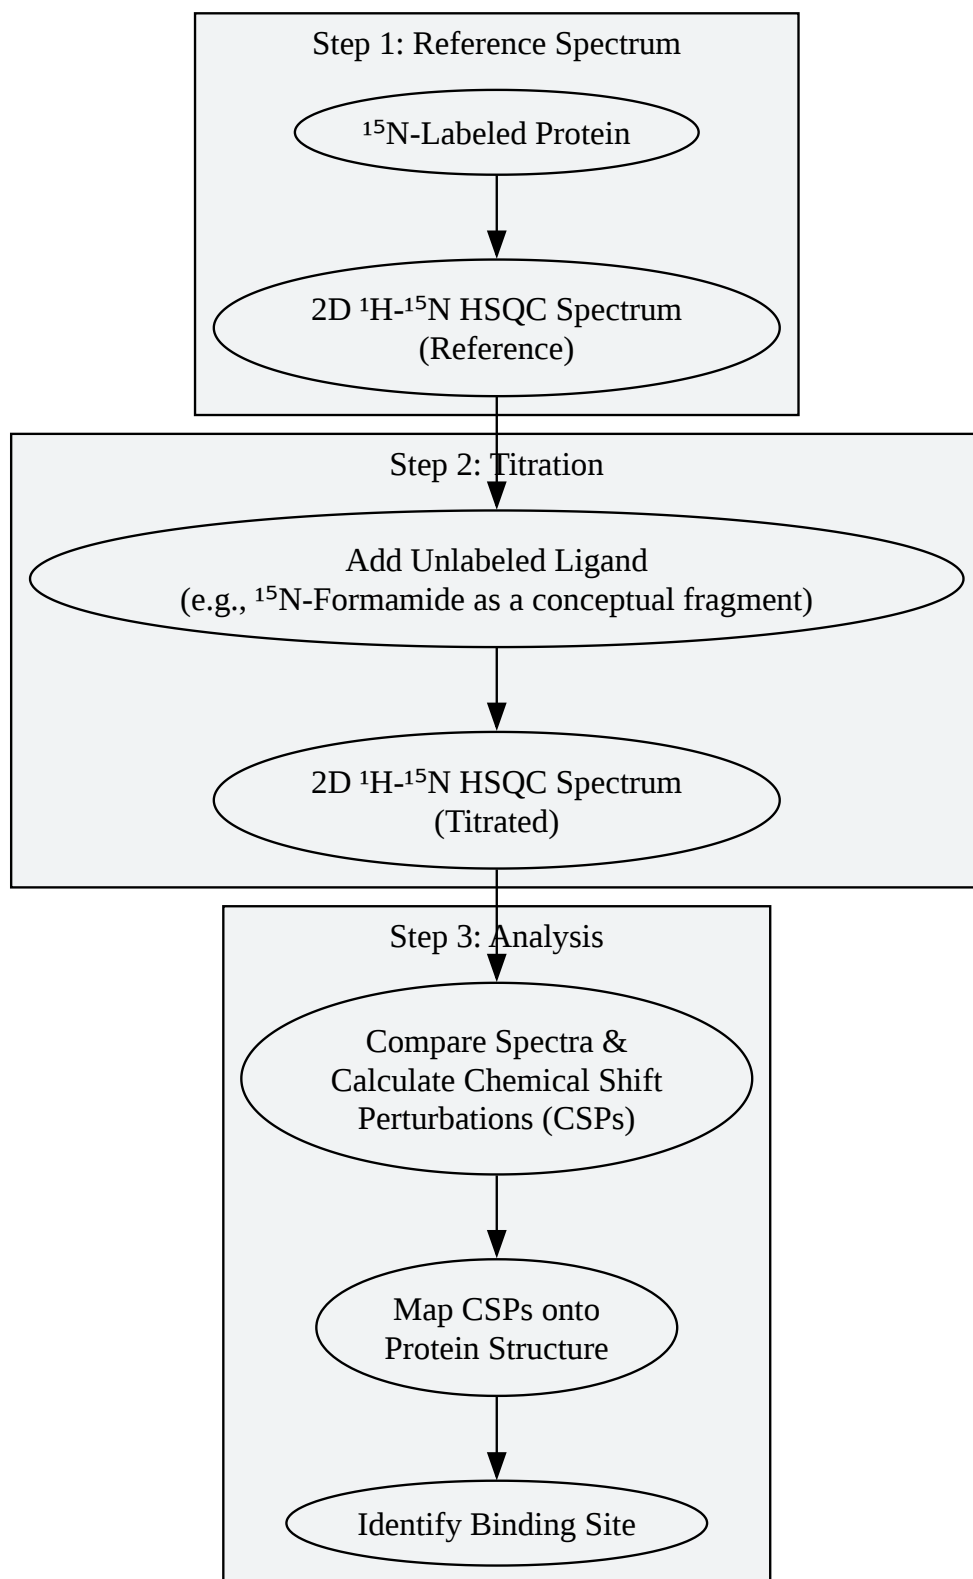 Step 1: Reference Spectrum
¹⁵N-Labeled Protein
2D ¹H-¹⁵N HSQC Spectrum
(Reference)
Step 2: Titration
Add Unlabeled Ligand
(e.g., ¹⁵N-Formamide as a conceptual fragment)
2D ¹H-¹⁵N HSQC Spectrum
(Titrated)
Step 3: Analysis
Compare Spectra &
Calculate Chemical Shift
Perturbations (CSPs)
Map CSPs onto
Protein Structure
Identify Binding Site